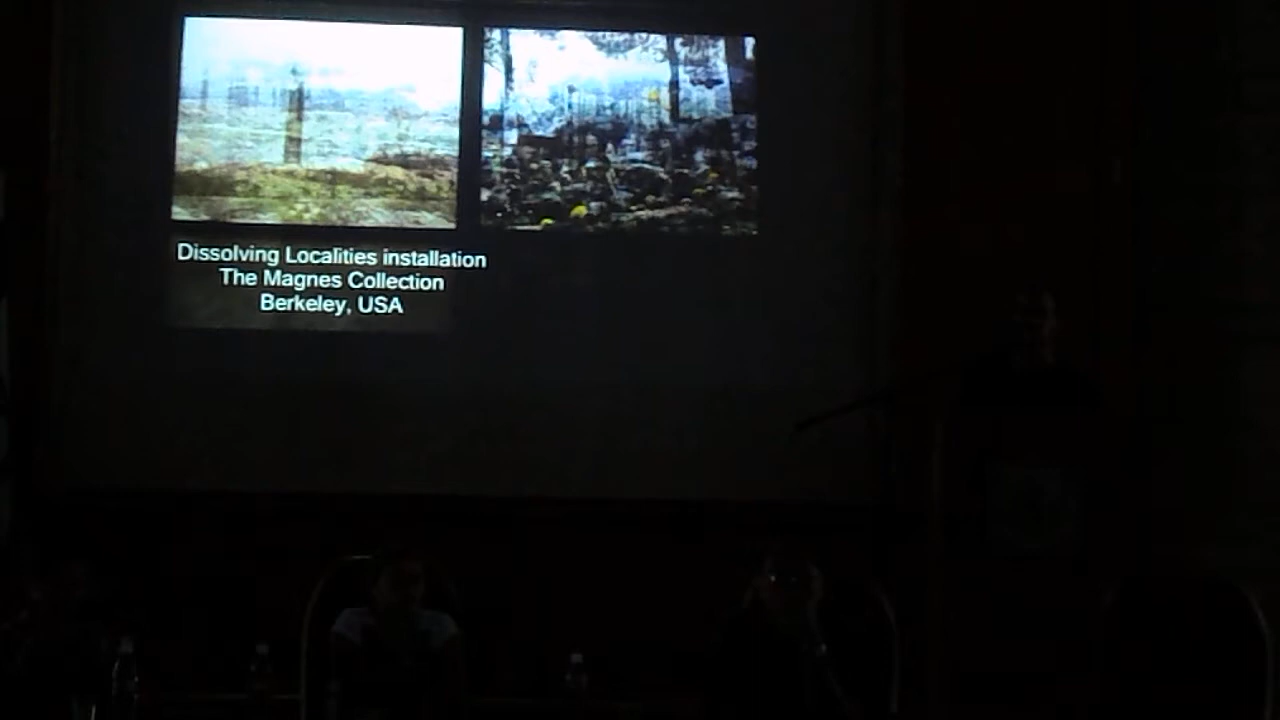 Dissolving Localities installation
The Magnes Collection
Berkeley, USA